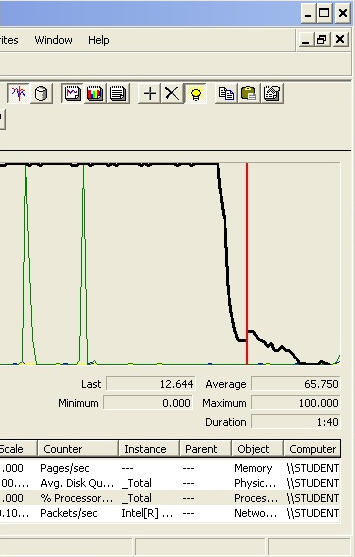 rites Window Help
Last 12.644 Average 65.750
Minimum 0.000 Maximum 100.000
Duration 1:40
Scale Counter Instance Parent Object Computer
.000 Pages/sec --- --- Memory \\STUDENT
00.... Avg. Disk Qu... _Total --- Physic... \\STUDENT
.000 % Processor... _Total --- Proces... \\STUDENT
0.10... Packets/sec Intel[R] ... --- Netwo... \\STUDENT